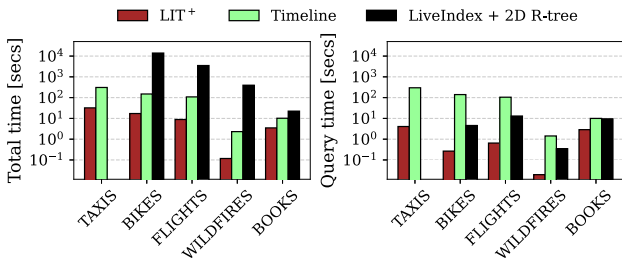 LIT+ Timeline LiveIndex + 2D R-tree
Total time [secs]
10^4
10^3
10^2
10^1
10^0
10^−1
TAXIS
BIKES
FLIGHTS
WILDFIRES
BOOKS
Query time [secs]
10^4
10^3
10^2
10^1
10^0
10^−1
TAXIS
BIKES
FLIGHTS
WILDFIRES
BOOKS